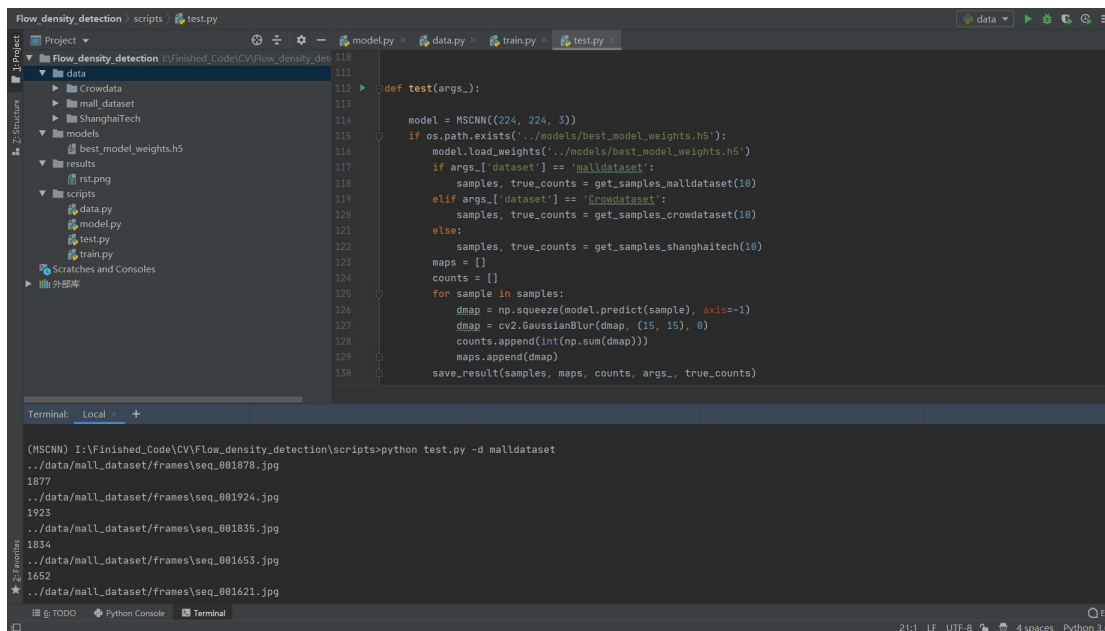 Flow_density_detection scripts test.py
data
Project
model.py
data.py
train.py
test.py
1: Project
Z: Structure
2: Favorites
Flow_density_detection I:\Finished_Code\CV\Flow_density_det
data
Crowdata
mall_dataset
ShanghaiTech
models
best_model_weights.h5
results
rst.png
scripts
data.py
model.py
test.py
train.py
Scratches and Consoles
外部库
110
111
112 def test(args_):
113
114 model = MSCNN((224, 224, 3))
115 if os.path.exists('../models/best_model_weights.h5'):
116 model.load_weights('../models/best_model_weights.h5')
117 if args_['dataset'] == 'malldataset':
118 samples, true_counts = get_samples_malldataset(10)
119 elif args_['dataset'] == 'Crowdataset':
120 samples, true_counts = get_samples_crowdataset(10)
121 else:
122 samples, true_counts = get_samples_shanghaitech(10)
123 maps = []
124 counts = []
125 for sample in samples:
126 dmap = np.squeeze(model.predict(sample), axis=-1)
127 dmap = cv2.GaussianBlur(dmap, (15, 15), 0)
128 counts.append(int(np.sum(dmap)))
129 maps.append(dmap)
130 save_result(samples, maps, counts, args_, true_counts)
Terminal: Local +
(MSCNN) I:\Finished_Code\CV\Flow_density_detection\scripts>python test.py -d malldataset
../data/mall_dataset/frames\seq_001878.jpg
1877
../data/mall_dataset/frames\seq_001924.jpg
1923
../data/mall_dataset/frames\seq_001835.jpg
1834
../data/mall_dataset/frames\seq_001653.jpg
1652
../data/mall_dataset/frames\seq_001621.jpg
6: TODO Python Console Terminal
21:1 LF UTF-8 4 spaces Python 3.